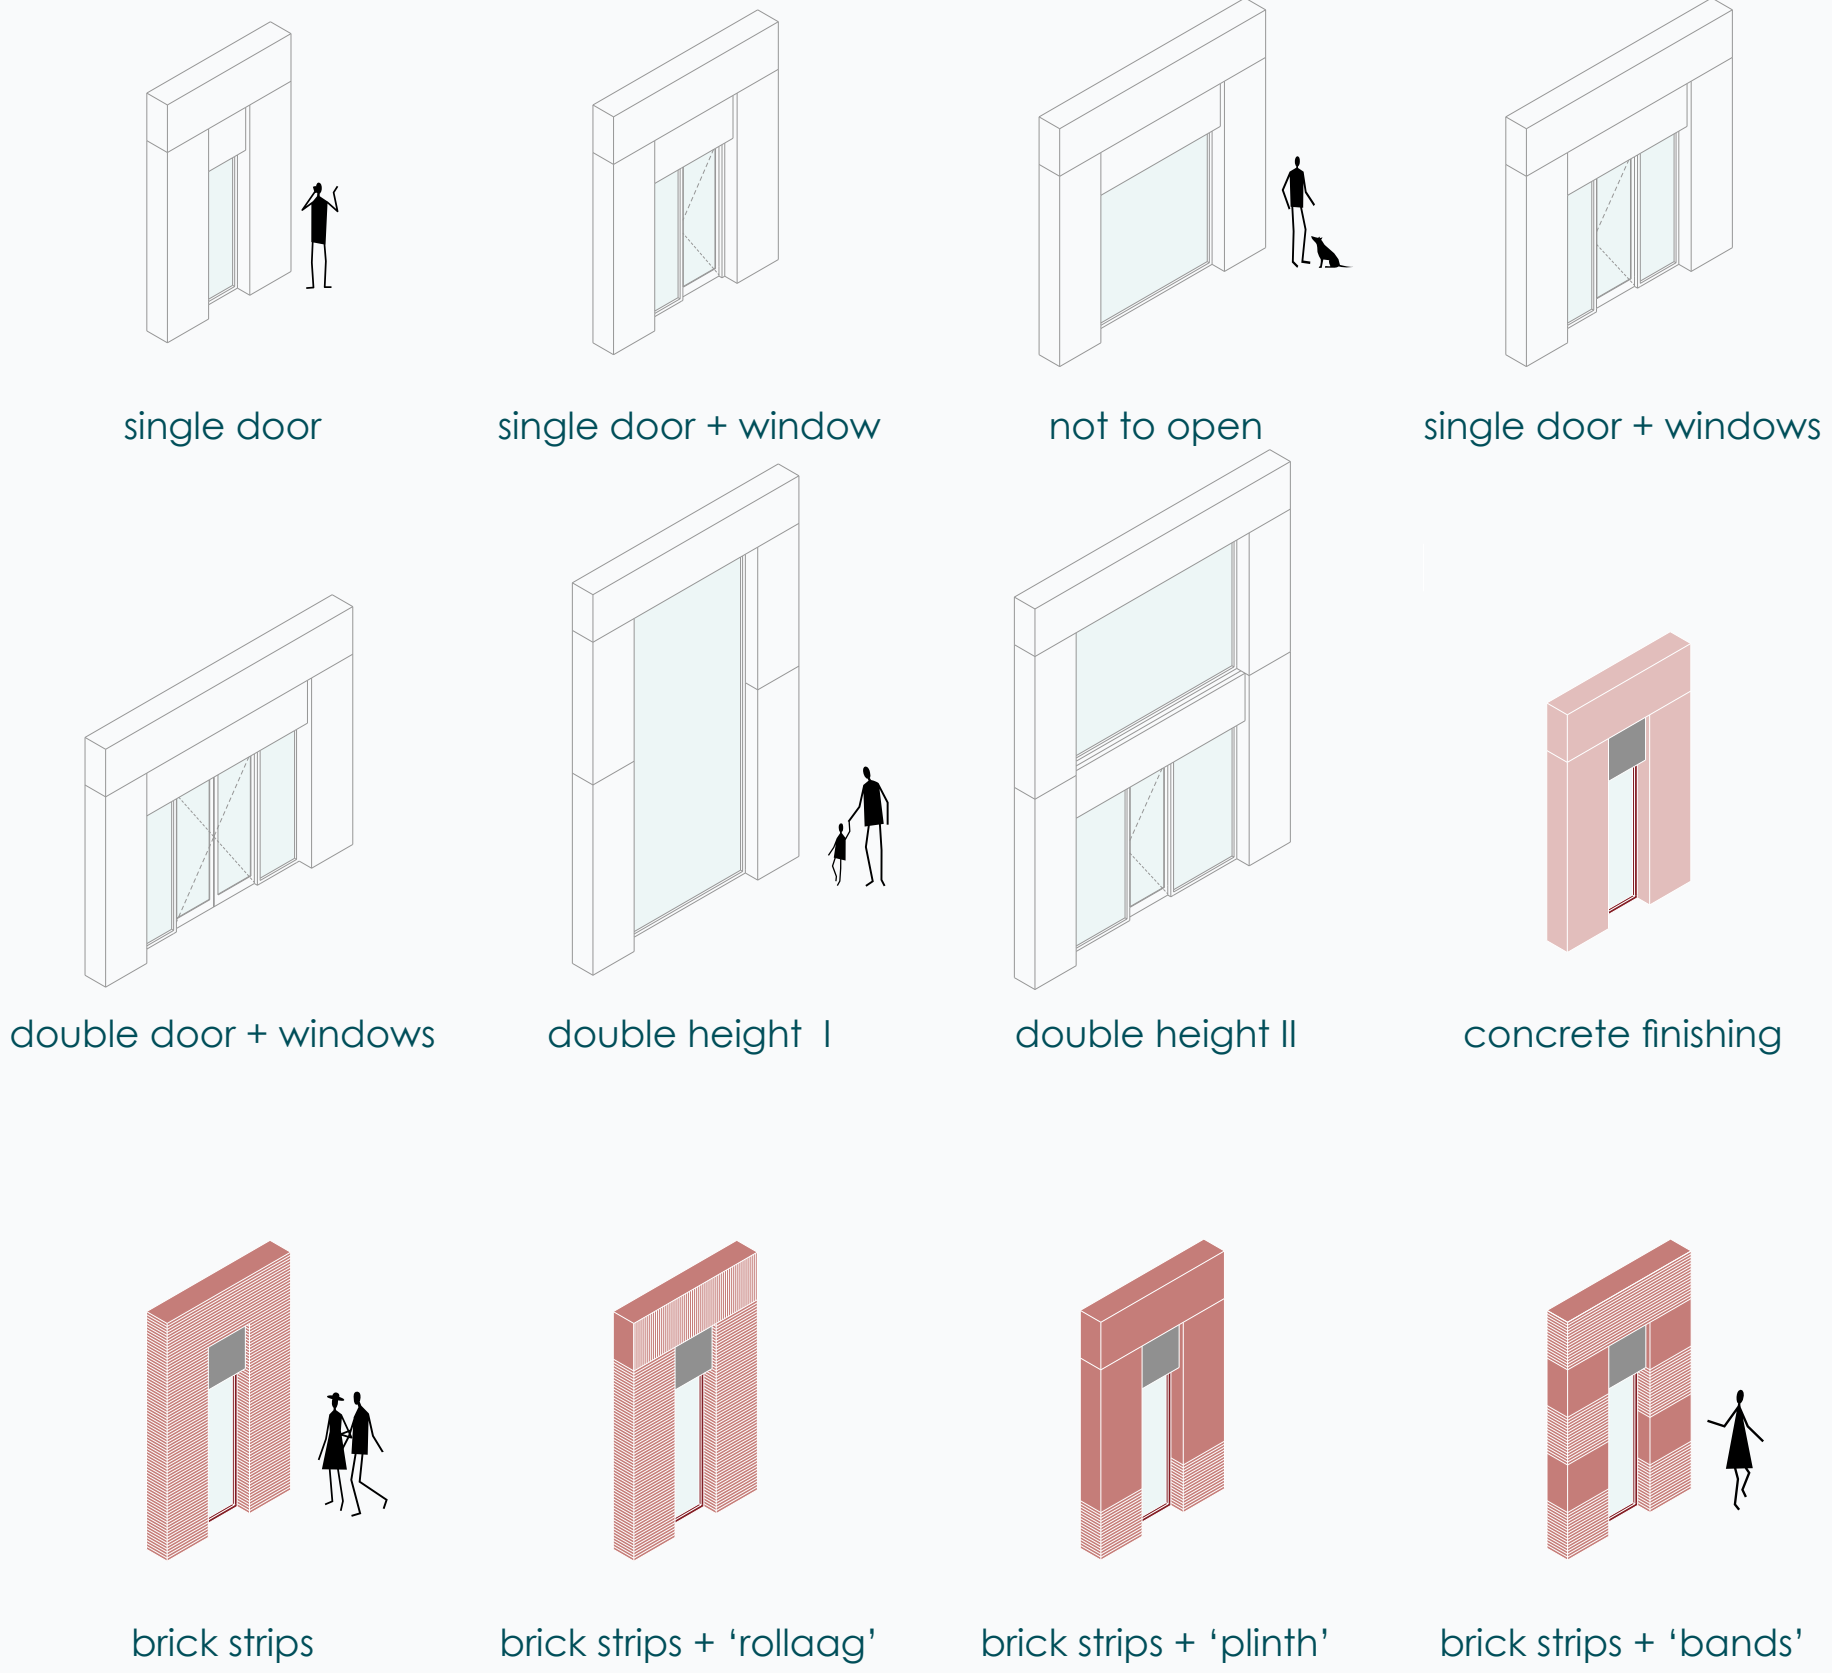 single door
single door + window
not to open
single door + windows
double door + windows
double height I
double height II
concrete finishing
brick strips
brick strips + ‘rollaag’
brick strips + ‘plinth’
brick strips + ‘bands’